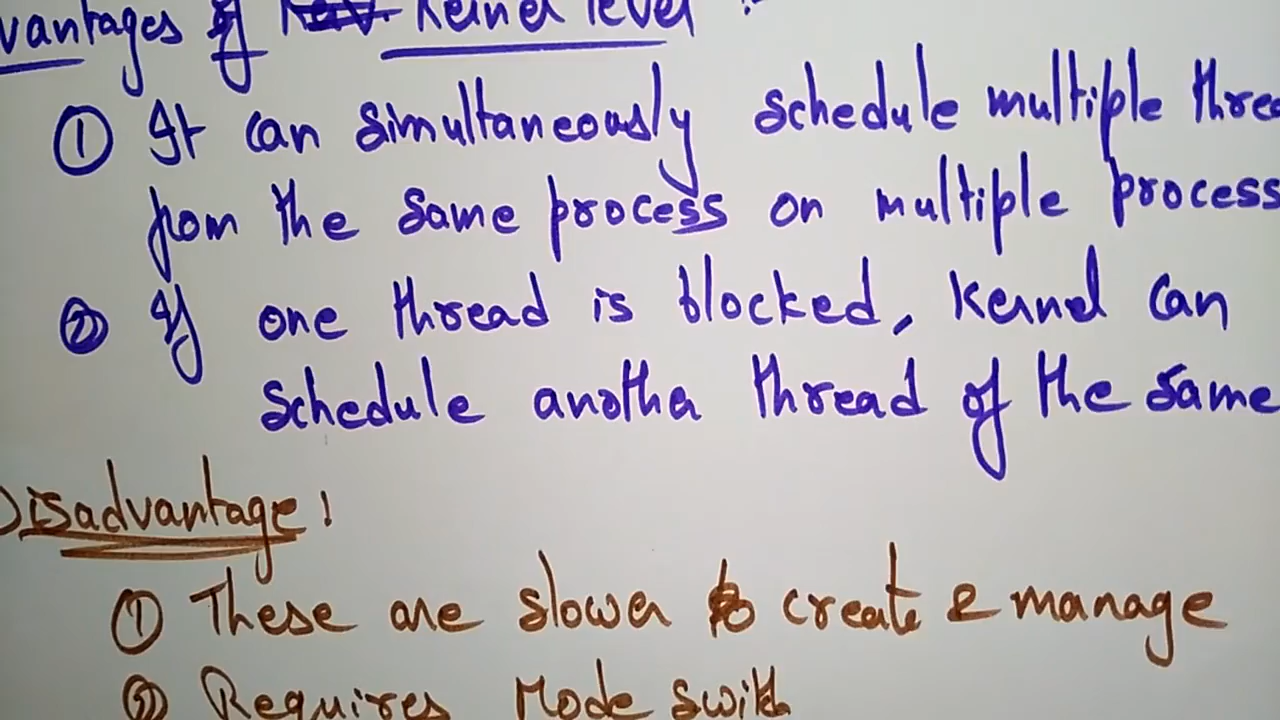 vantages of Kernel level :
① It can simultaneously schedule multiple threa
from the same process on multiple process
② If one thread is blocked, Kernel can
schedule another thread of the same
Disadvantage :
① These are slower to create & manage
② Requires Mode switch